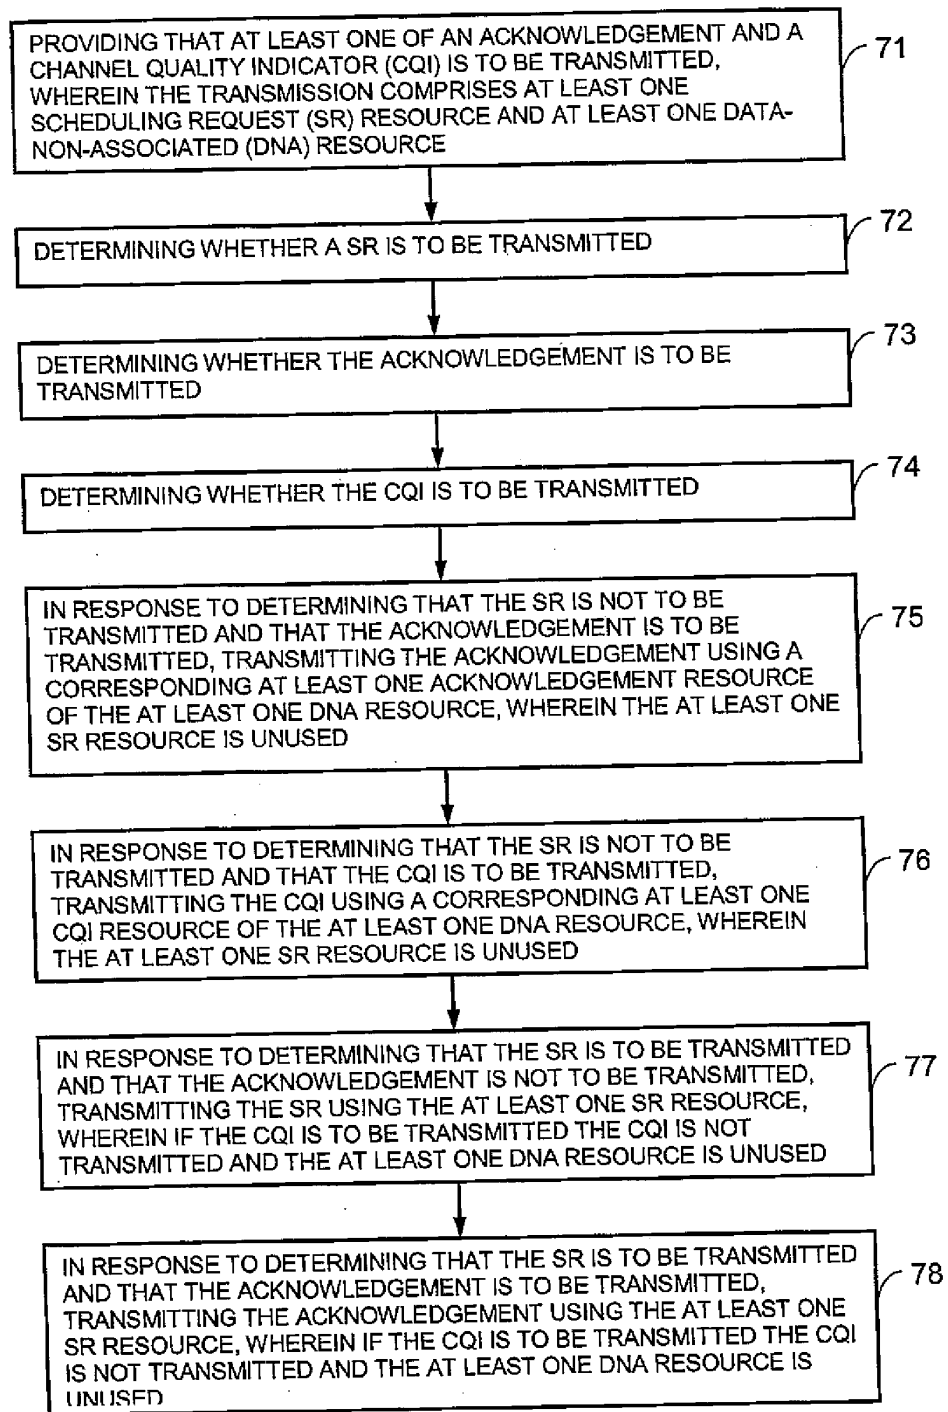 PROVIDING THAT AT LEAST ONE OF AN ACKNOWLEDGEMENT AND A
CHANNEL QUALITY INDICATOR (CQI) IS TO BE TRANSMITTED,
WHEREIN THE TRANSMISSION COMPRISES AT LEAST ONE
SCHEDULING REQUEST (SR) RESOURCE AND AT LEAST ONE DATA-
NON-ASSOCIATED (DNA) RESOURCE
71
DETERMINING WHETHER A SR IS TO BE TRANSMITTED
72
DETERMINING WHETHER THE ACKNOWLEDGEMENT IS TO BE
TRANSMITTED
73
DETERMINING WHETHER THE CQI IS TO BE TRANSMITTED
74
IN RESPONSE TO DETERMINING THAT THE SR IS NOT TO BE
TRANSMITTED AND THAT THE ACKNOWLEDGEMENT IS TO BE
TRANSMITTED, TRANSMITTING THE ACKNOWLEDGEMENT USING A
CORRESPONDING AT LEAST ONE ACKNOWLEDGEMENT RESOURCE
OF THE AT LEAST ONE DNA RESOURCE, WHEREIN THE AT LEAST ONE
SR RESOURCE IS UNUSED
75
IN RESPONSE TO DETERMINING THAT THE SR IS NOT TO BE
TRANSMITTED AND THAT THE CQI IS TO BE TRANSMITTED,
TRANSMITTING THE CQI USING A CORRESPONDING AT LEAST ONE
CQI RESOURCE OF THE AT LEAST ONE DNA RESOURCE, WHEREIN
THE AT LEAST ONE SR RESOURCE IS UNUSED
76
IN RESPONSE TO DETERMINING THAT THE SR IS TO BE TRANSMITTED
AND THAT THE ACKNOWLEDGEMENT IS NOT TO BE TRANSMITTED,
TRANSMITTING THE SR USING THE AT LEAST ONE SR RESOURCE,
WHEREIN IF THE CQI IS TO BE TRANSMITTED THE CQI IS NOT
TRANSMITTED AND THE AT LEAST ONE DNA RESOURCE IS UNUSED
77
IN RESPONSE TO DETERMINING THAT THE SR IS TO BE TRANSMITTED
AND THAT THE ACKNOWLEDGEMENT IS TO BE TRANSMITTED,
TRANSMITTING THE ACKNOWLEDGEMENT USING THE AT LEAST ONE
SR RESOURCE, WHEREIN IF THE CQI IS TO BE TRANSMITTED THE CQI
IS NOT TRANSMITTED AND THE AT LEAST ONE DNA RESOURCE IS
UNUSED
78